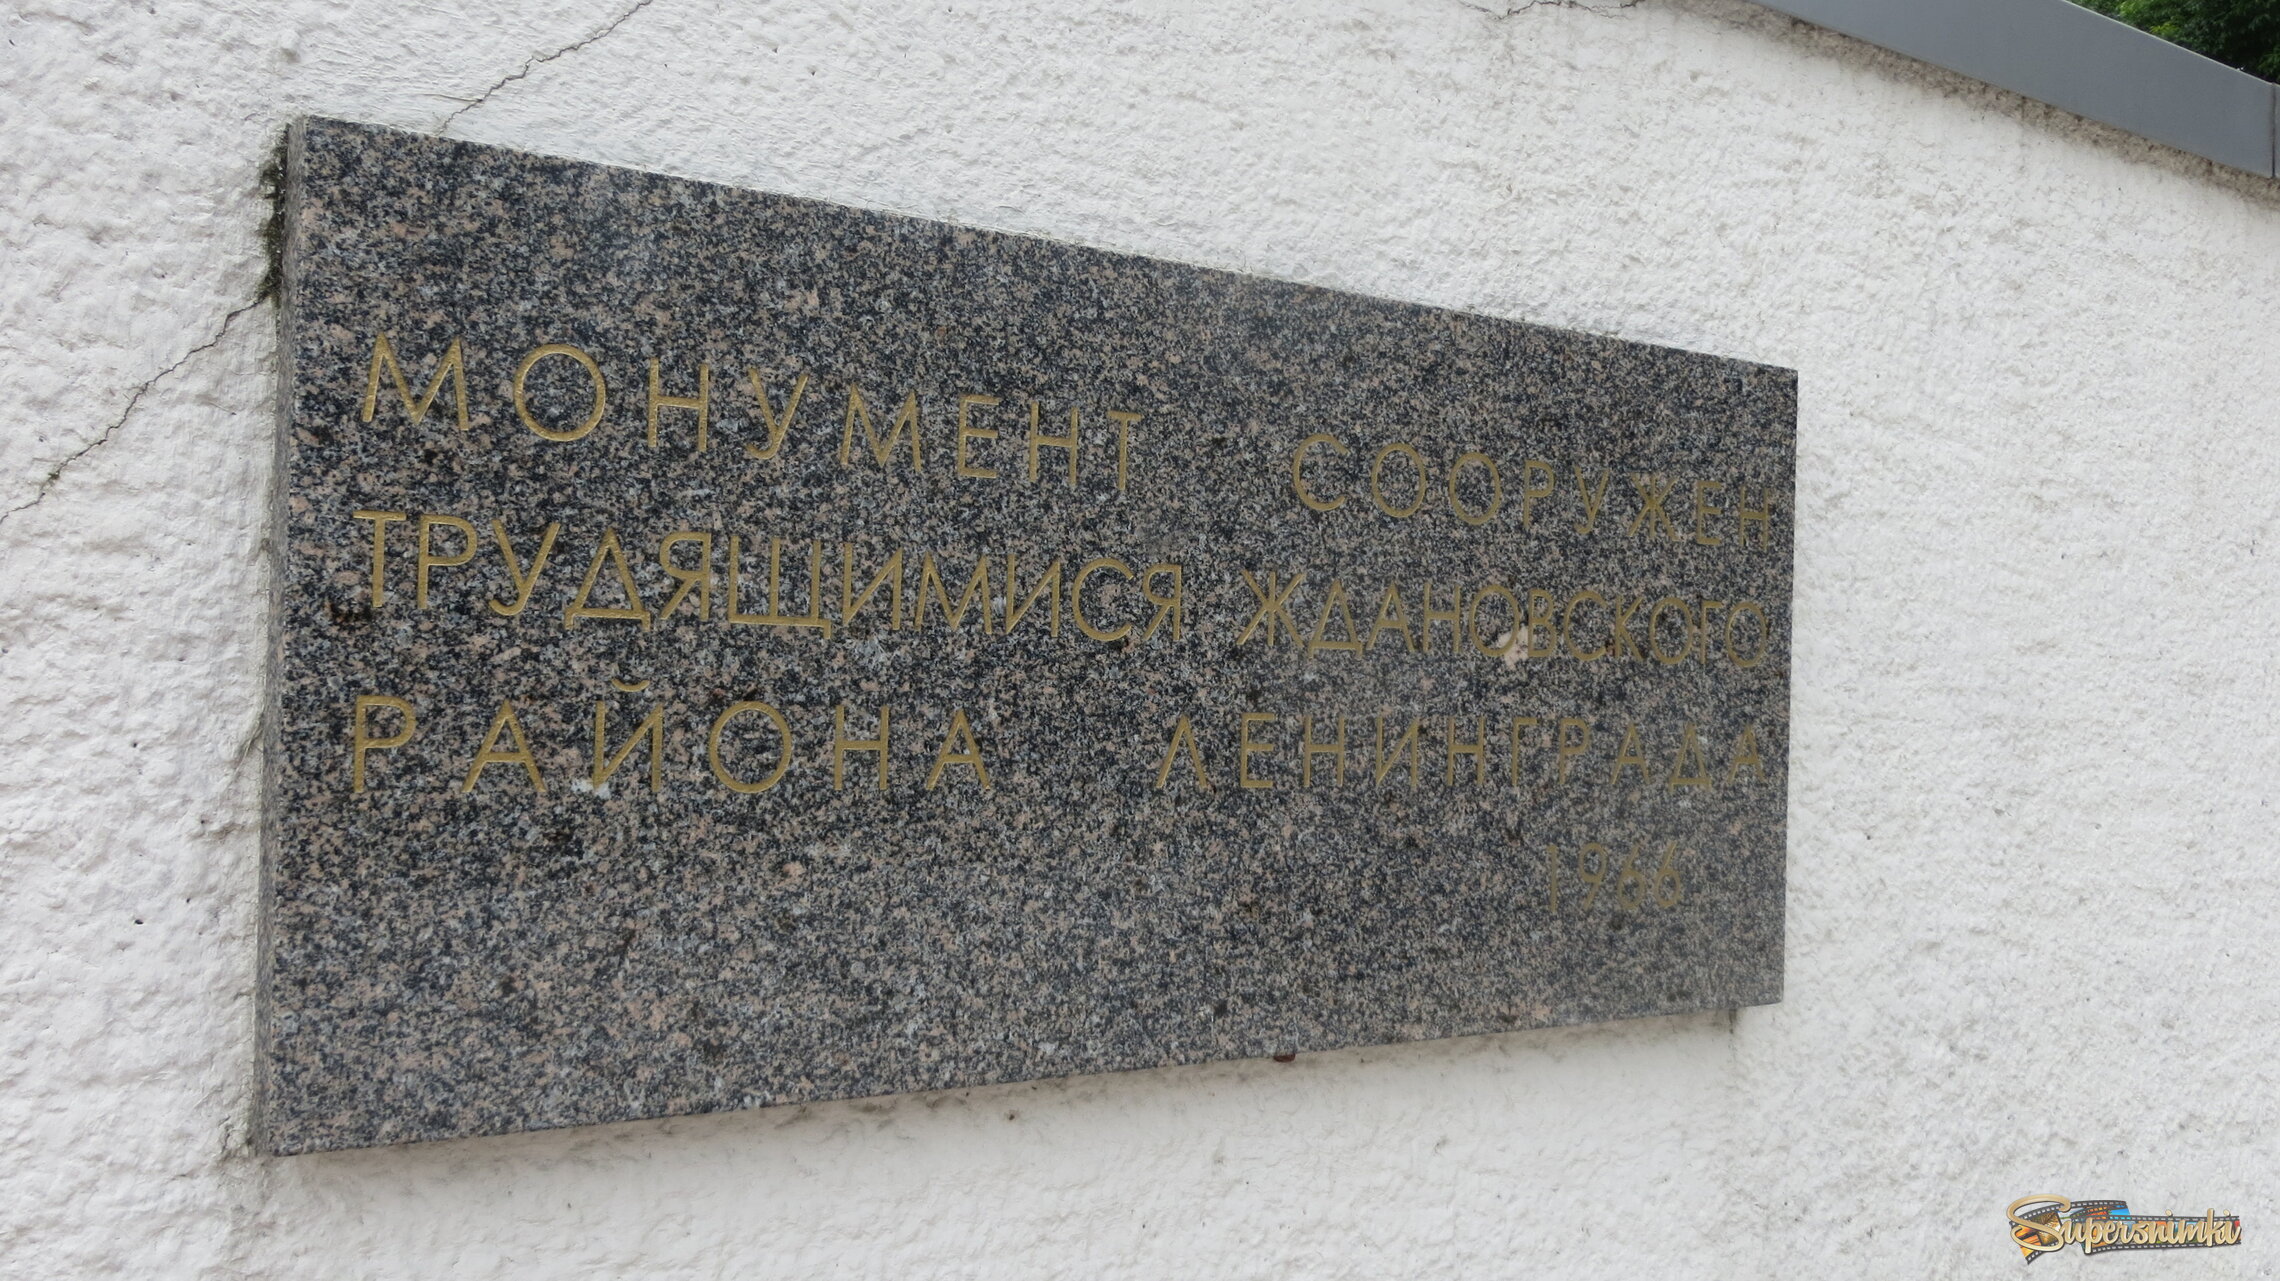 МОНУМЕНТ СООРУЖЕН
ТРУДЯЩИМИСЯ ЖДАНОВСКОГО
РАЙОНА ЛЕНИНГРАДА
1966
Supersnimki